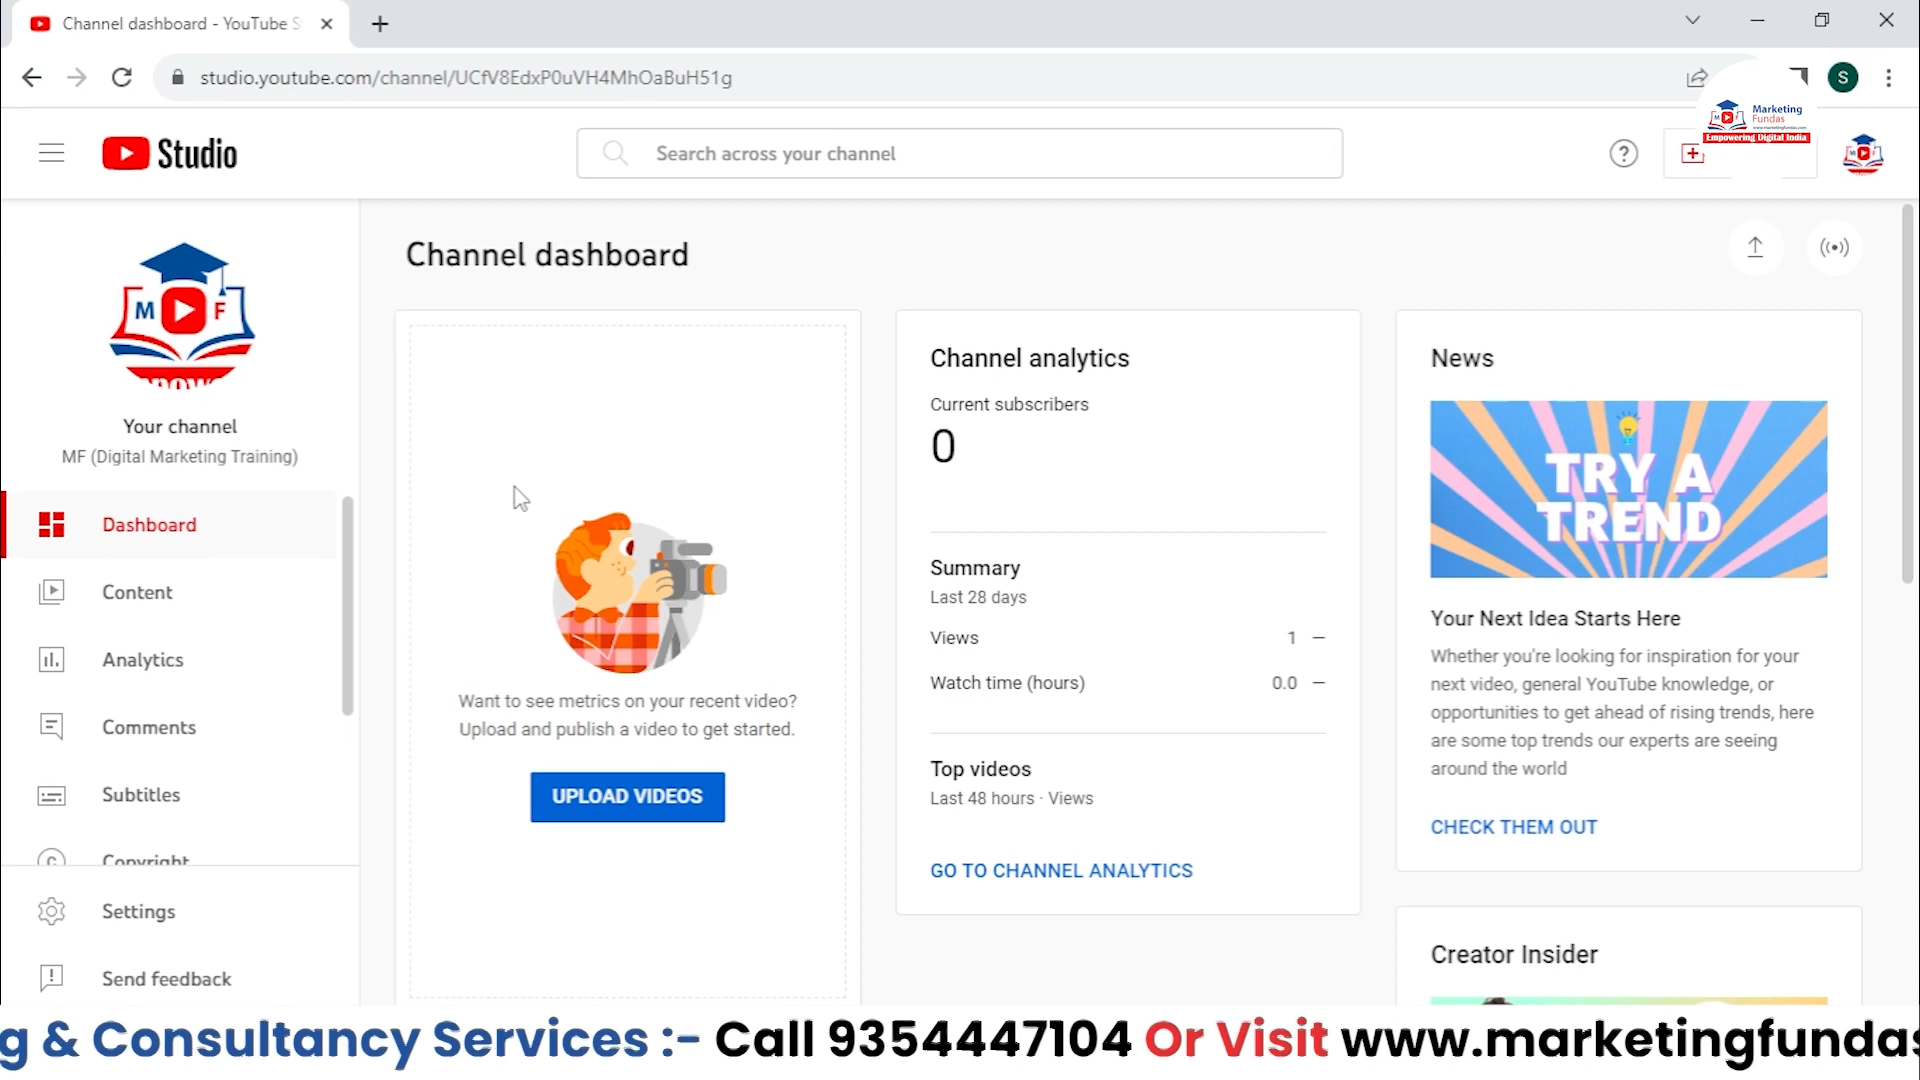 Channel dashboard - YouTube S
studio.youtube.com/channel/UCfV8EdxP0uVH4MhOaBuH51g
S
Marketing
Fundas
Empowering Digital India
Studio
Search across your channel
M F
Your channel
MF (Digital Marketing Training)
Dashboard
Content
Analytics
Comments
Subtitles
Copyright
Settings
Send feedback
Channel dashboard
Want to see metrics on your recent video?
Upload and publish a video to get started.
UPLOAD VIDEOS
Channel analytics
Current subscribers
0
Summary
Last 28 days
Views 1 —
Watch time (hours) 0.0 —
Top videos
Last 48 hours · Views
GO TO CHANNEL ANALYTICS
News
TRY A
TREND
Your Next Idea Starts Here
Whether you're looking for inspiration for your
next video, general YouTube knowledge, or
opportunities to get ahead of rising trends, here
are some top trends our experts are seeing
around the world
CHECK THEM OUT
Creator Insider
g & Consultancy Services :- Call 9354447104 Or Visit www.marketingfundas